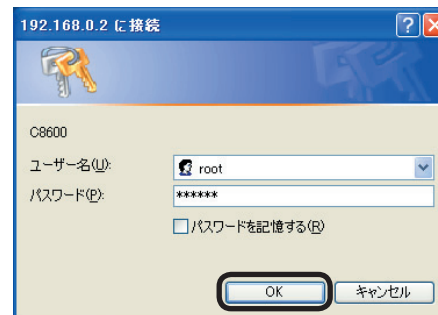 192.168.0.2 に接続
C8600
ユーザー名(U):
root
パスワード(P):
******
パスワードを記憶する(R)
OK
キャンセル